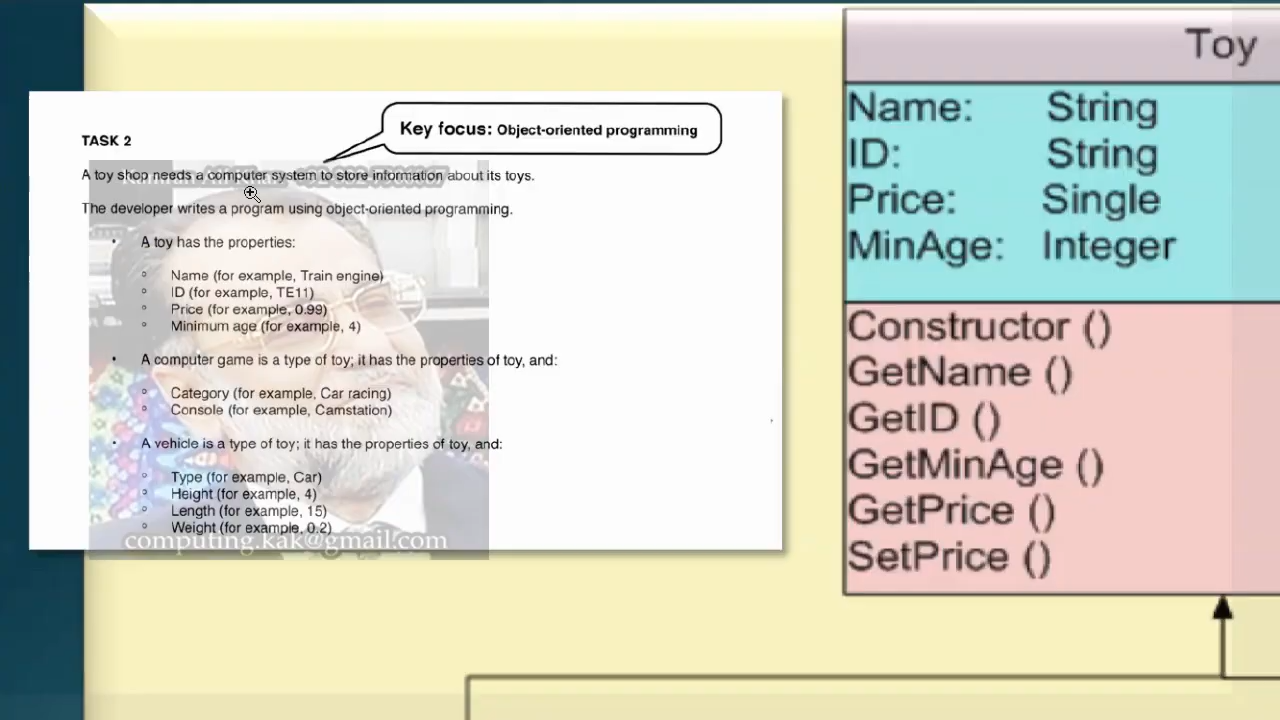 Key focus: Object-oriented programming
TASK 2
A toy shop needs a computer system to store information about its toys.
The developer writes a program using object-oriented programming.
• A toy has the properties:
° Name (for example, Train engine)
° ID (for example, TE11)
° Price (for example, 0.99)
° Minimum age (for example, 4)
• A computer game is a type of toy; it has the properties of toy, and:
° Category (for example, Car racing)
° Console (for example, Camstation)
• A vehicle is a type of toy; it has the properties of toy, and:
° Type (for example, Car)
° Height (for example, 4)
° Length (for example, 15)
° Weight (for example, 0.2)
computing.kak@gmail.com
Toy
Name: String
ID: String
Price: Single
MinAge: Integer
Constructor ()
GetName ()
GetID ()
GetMinAge ()
GetPrice ()
SetPrice ()